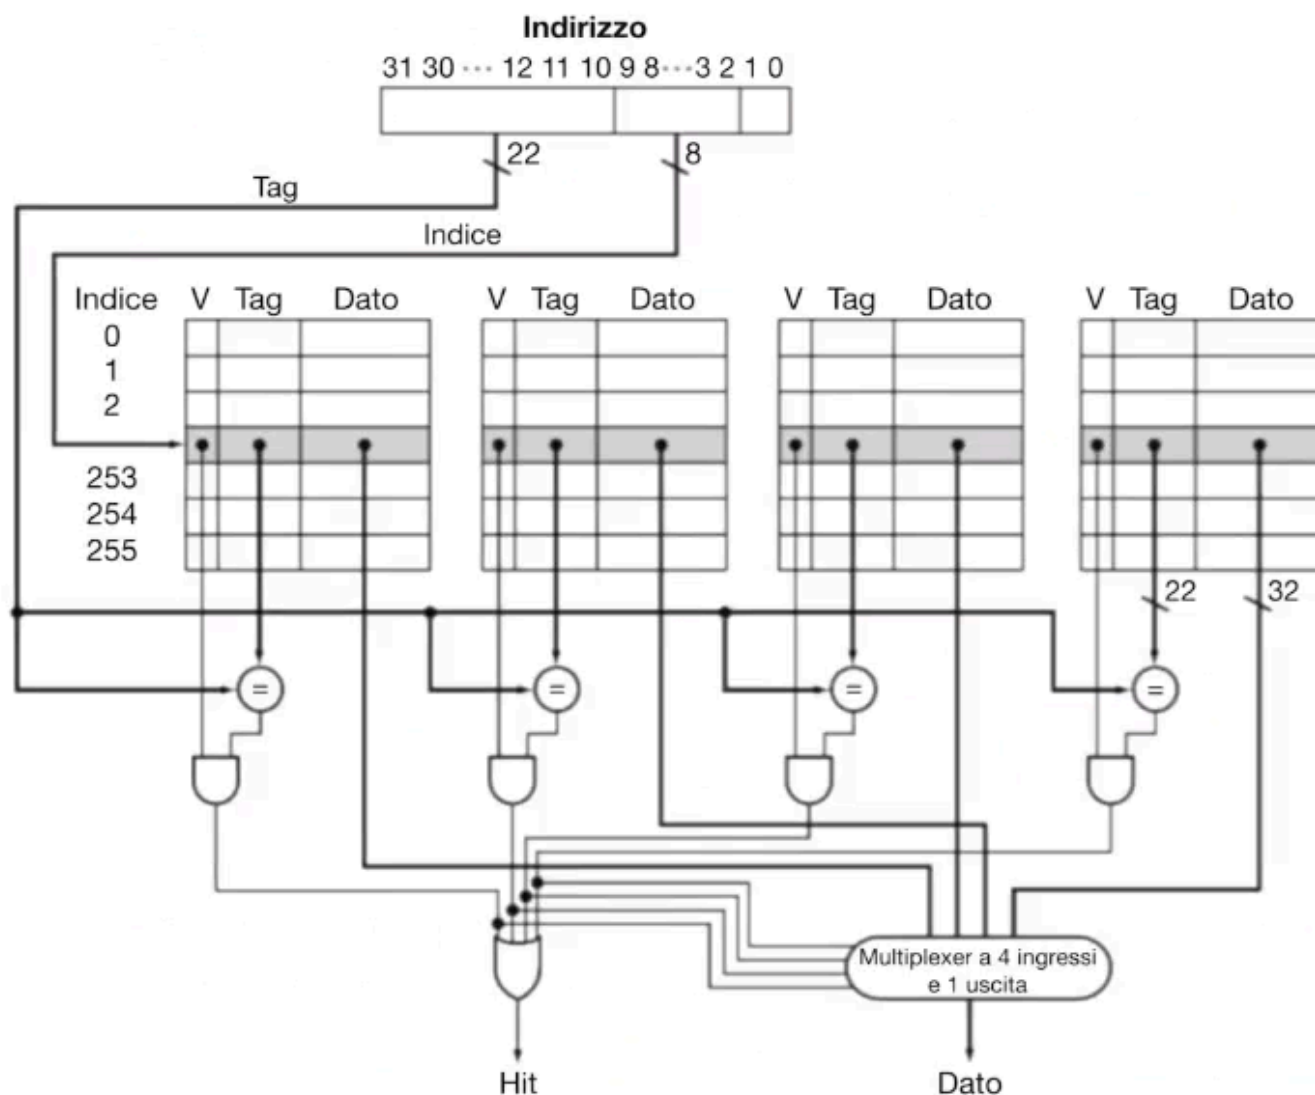 Indirizzo
31 30 ··· 12 11 10 9 8 ··· 3 2 1 0
22
8
Tag
Indice
Indice V Tag Dato V Tag Dato V Tag Dato V Tag Dato
0
1
2
253
254
255
22
32
= = = =
Multiplexer a 4 ingressi
e 1 uscita
Hit
Dato